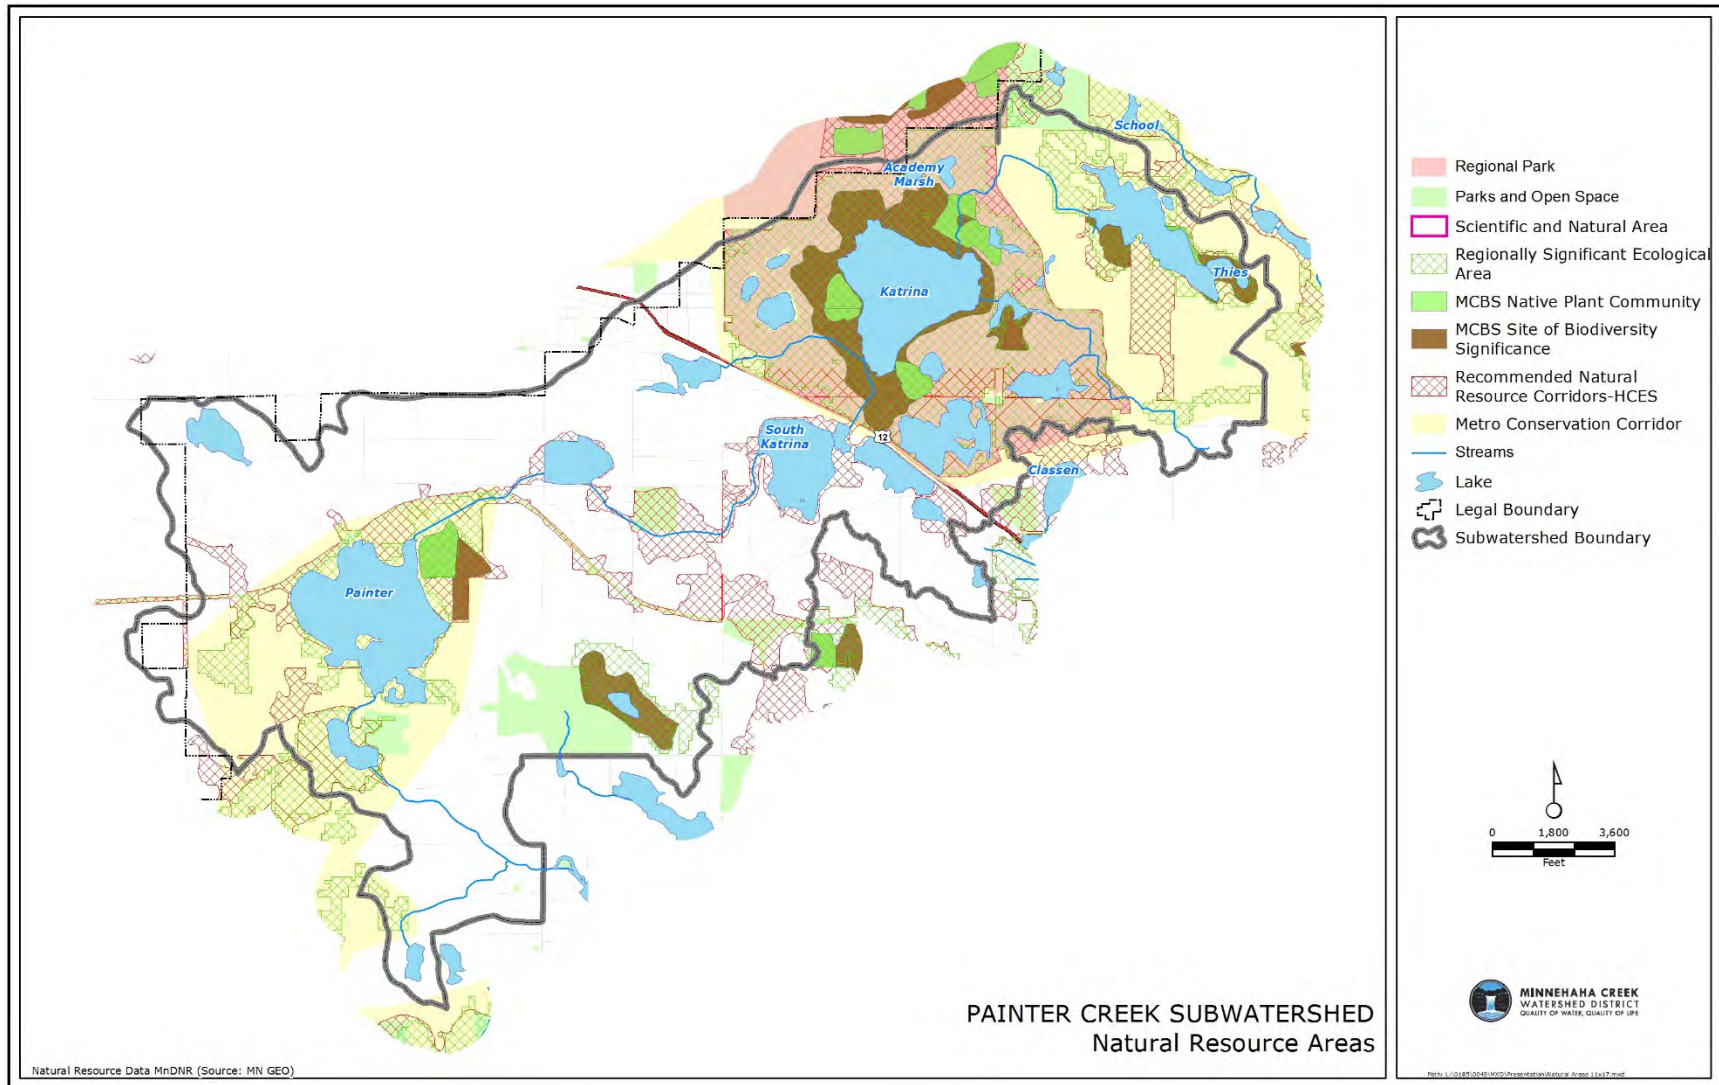 School
Academy
Marsh
Thies
Katrina
South
Katrina
12
Classen
Painter
PAINTER CREEK SUBWATERSHED
Natural Resource Areas
Natural Resource Data MnDNR (Source: MN GEO)
Regional Park
Parks and Open Space
Scientific and Natural Area
Regionally Significant Ecological
Area
MCBS Native Plant Community
MCBS Site of Biodiversity
Significance
Recommended Natural
Resource Corridors-HCES
Metro Conservation Corridor
Streams
Lake
Legal Boundary
Subwatershed Boundary
0 1,800 3,600
Feet
MINNEHAHA CREEK
WATERSHED DISTRICT
QUALITY OF WATER, QUALITY OF LIFE